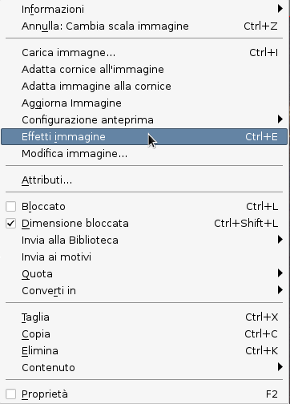 Informazioni
Annulla: Cambia scala immagine Ctrl+Z
Carica immagne... Ctrl+I
Adatta cornice all'immagine
Adatta immagine alla cornice
Aggiorna Immagine
Configurazione anteprima
Effetti immagine Ctrl+E
Modifica immagine...
Attributi...
Bloccato Ctrl+L
Dimensione bloccata Ctrl+Shift+L
Invia alla Biblioteca
Invia ai motivi
Quota
Converti in
Taglia Ctrl+X
Copia Ctrl+C
Elimina Ctrl+K
Contenuto
Proprietà F2